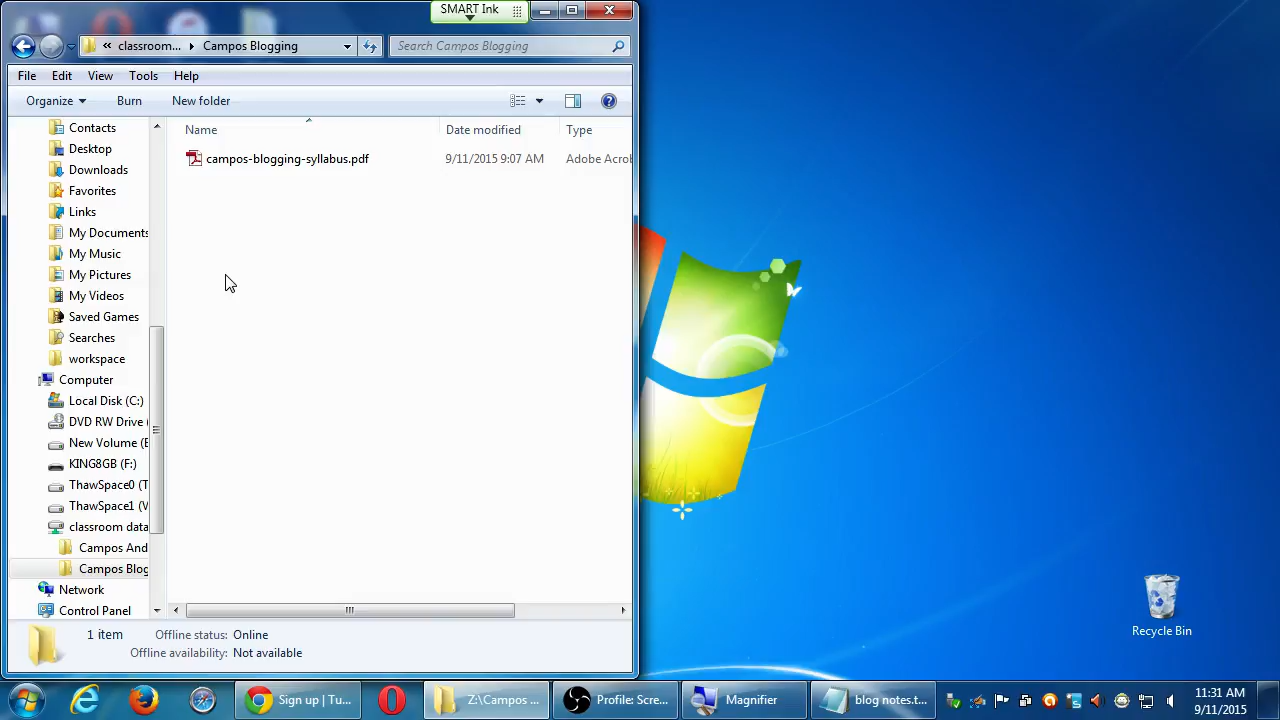 SMART Ink
« classroom... Campos Blogging
Search Campos Blogging
File Edit View Tools Help
Organize Burn New folder
Name Date modified Type
campos-blogging-syllabus.pdf 9/11/2015 9:07 AM Adobe Acrob
Contacts
Desktop
Downloads
Favorites
Links
My Documents
My Music
My Pictures
My Videos
Saved Games
Searches
workspace
Computer
Local Disk (C:)
DVD RW Drive (
New Volume (E
KING8GB (F:)
ThawSpace0 (T
ThawSpace1 (V
classroom data
Campos And
Campos Blog
Network
Control Panel
1 item Offline status: Online
Offline availability: Not available
Recycle Bin
Sign up | Tu... Z:\Campos ... Profile: Scre... Magnifier blog notes.t...
11:31 AM
9/11/2015